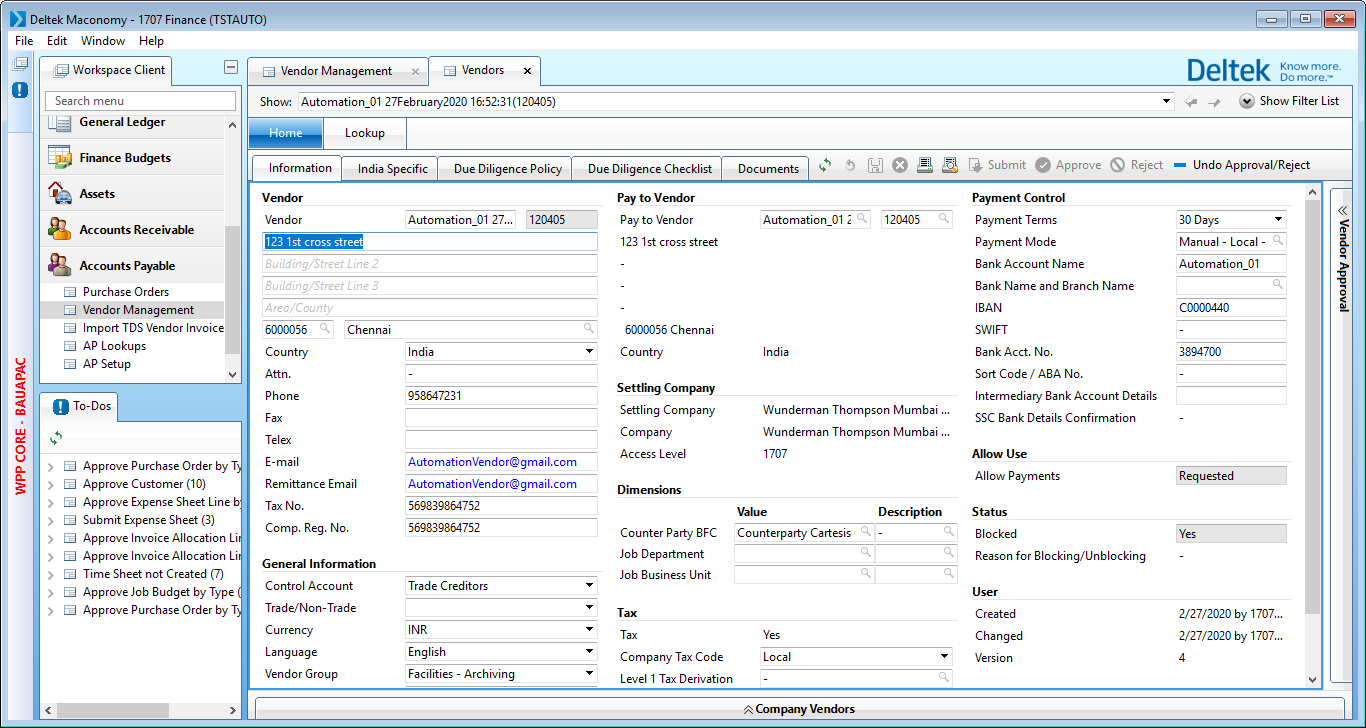 Deltek Maconomy - 1707 Finance (TSTAUTO)
File Edit Window Help
Workspace Client
Vendor Management
Vendors
Deltek Know more. Do more.™
Search menu
Show: Automation_01 27February2020 16:52:31(120405)
Show Filter List
General Ledger
Finance Budgets
Assets
Accounts Receivable
Accounts Payable
Purchase Orders
Vendor Management
Import TDS Vendor Invoice
AP Lookups
AP Setup
WPP CORE - BAUAPAC
To-Dos
Approve Purchase Order by Ty
Approve Customer (10)
Approve Expense Sheet Line by
Submit Expense Sheet (3)
Approve Invoice Allocation Lin
Approve Invoice Allocation Lin
Time Sheet not Created (7)
Approve Job Budget by Type (
Approve Purchase Order by Ty
Home Lookup
Information India Specific Due Diligence Policy Due Diligence Checklist Documents
Submit Approve Reject Undo Approval/Reject
Vendor
Vendor Automation_01 27... 120405
123 1st cross street
Building/Street Line 2
Building/Street Line 3
Area/County
6000056 Chennai
Country India
Attn. -
Phone 958647231
Fax
Telex
E-mail AutomationVendor@gmail.com
Remittance Email AutomationVendor@gmail.com
Tax No. 569839864752
Comp. Reg. No. 569839864752
General Information
Control Account Trade Creditors
Trade/Non-Trade
Currency INR
Language English
Vendor Group Facilities - Archiving
Pay to Vendor
Pay to Vendor Automation_01 2 120405
123 1st cross street
-
-
-
6000056 Chennai
Country India
Settling Company
Settling Company Wunderman Thompson Mumbai ...
Company Wunderman Thompson Mumbai ...
Access Level 1707
Dimensions
Value Description
Counter Party BFC Counterparty Cartesis -
Job Department
Job Business Unit
Tax
Tax Yes
Company Tax Code Local
Level 1 Tax Derivation -
Payment Control
Payment Terms 30 Days
Payment Mode Manual - Local -
Bank Account Name Automation_01
Bank Name and Branch Name
IBAN C0000440
SWIFT -
Bank Acct. No. 3894700
Sort Code / ABA No. -
Intermediary Bank Account Details
SSC Bank Details Confirmation -
Allow Use
Allow Payments Requested
Status
Blocked Yes
Reason for Blocking/Unblocking -
User
Created 2/27/2020 by 1707...
Changed 2/27/2020 by 1707...
Version 4
Vendor Approval
Company Vendors